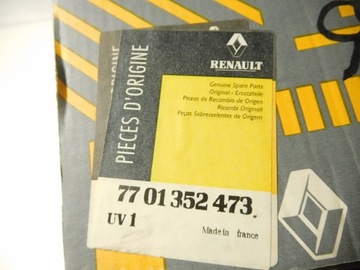 PIECES D'ORIGINE
RENAULT
Genuine Spare Parts
Original - Ersatzteile
Piezas de Recambio de Origen
Ricambi Originali
Peças Sobresselentes de Origem
77 01 352 473
UV 1
Made in france